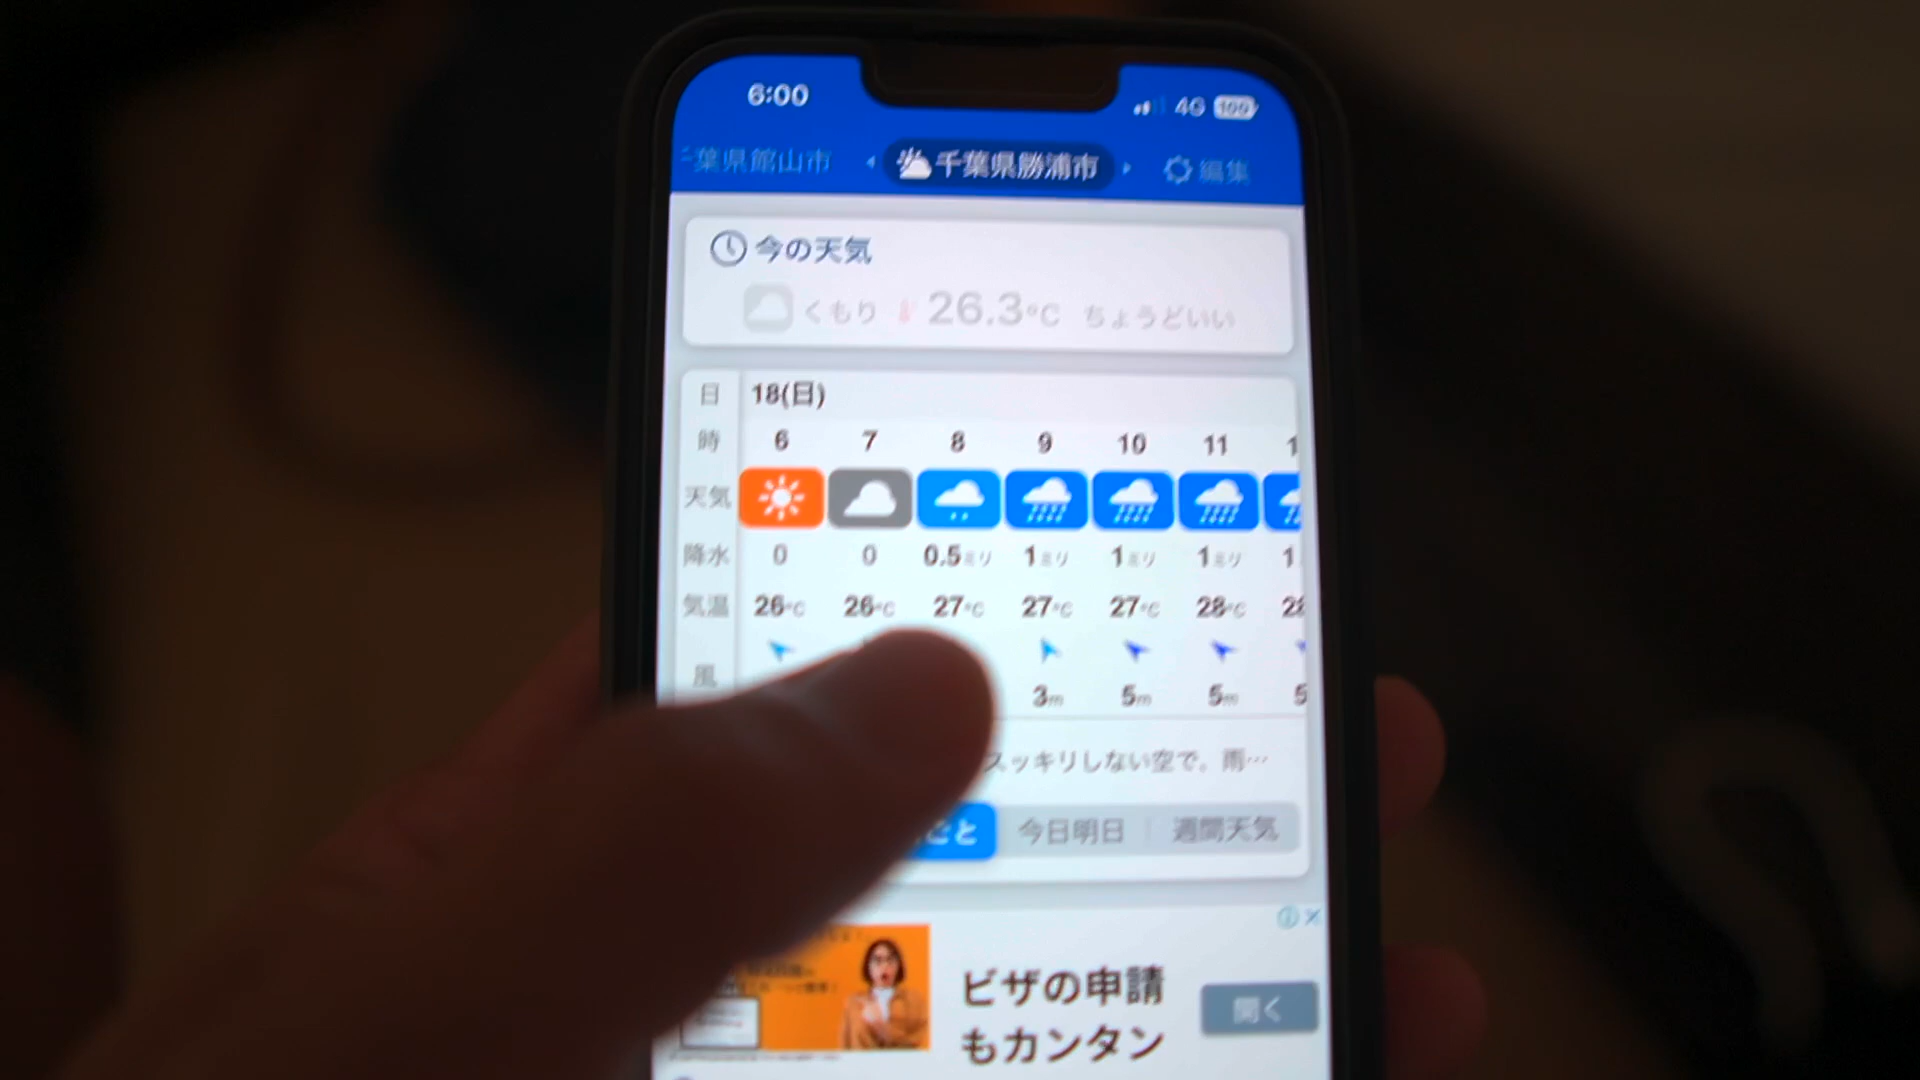 6:00 4G 100
葉県館山市 千葉県勝浦市 編集
今の天気
くもり 26.3℃ ちょうどいい
日 18(日)
時 6 7 8 9 10 11
天気
降水 0 0 0.5ミリ 1ミリ 1ミリ 1ミリ 1
気温 26℃ 26℃ 27℃ 27℃ 27℃ 28℃
風 3m 5m 5m 5
スッキリしない空で。雨…
ごと 今日明日 週間天気
ビザの申請
もカンタン
開く